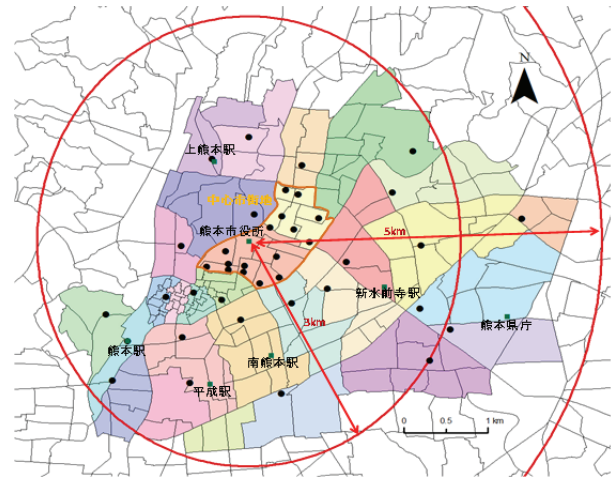 N
上熊本駅
中心市街地
熊本市役所
5km
新水前寺駅
3km
熊本県庁
熊本駅
南熊本駅
平成駅
0 0.5 1 km